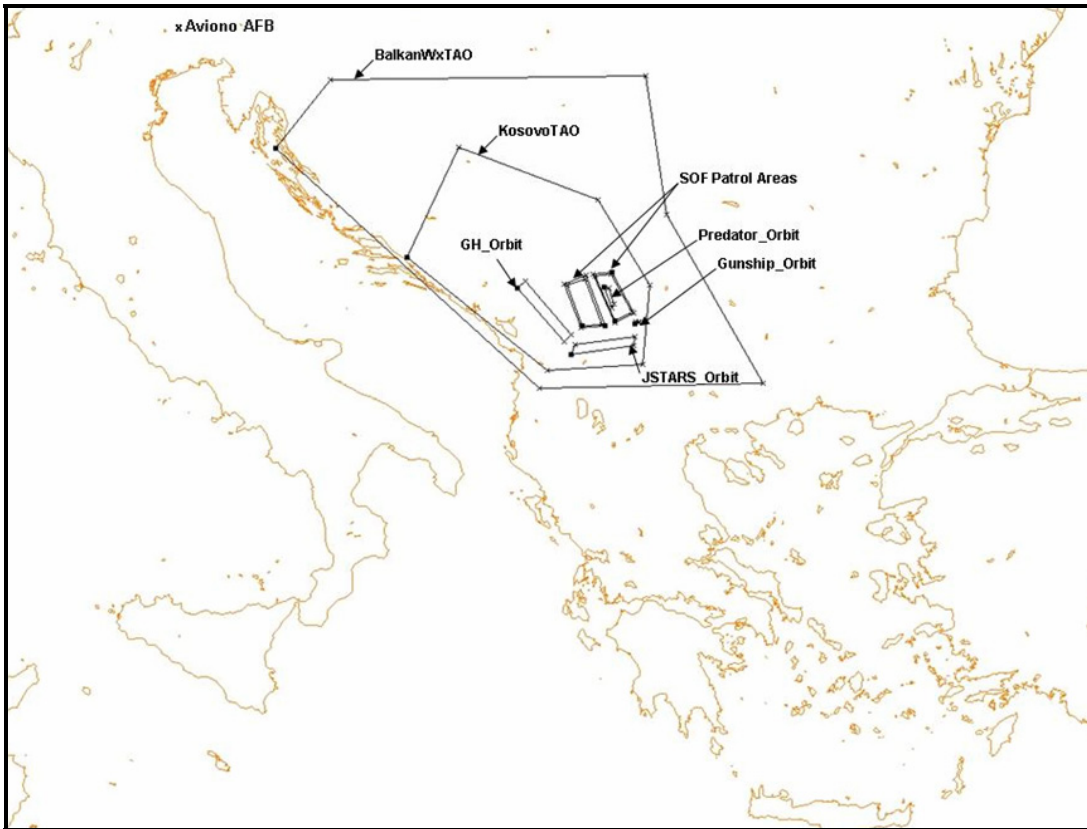 x Aviono AFB
BalkanWxTAO
KosovoTAO
SOF Patrol Areas
Predator_Orbit
GH_Orbit
Gunship_Orbit
JSTARS_Orbit